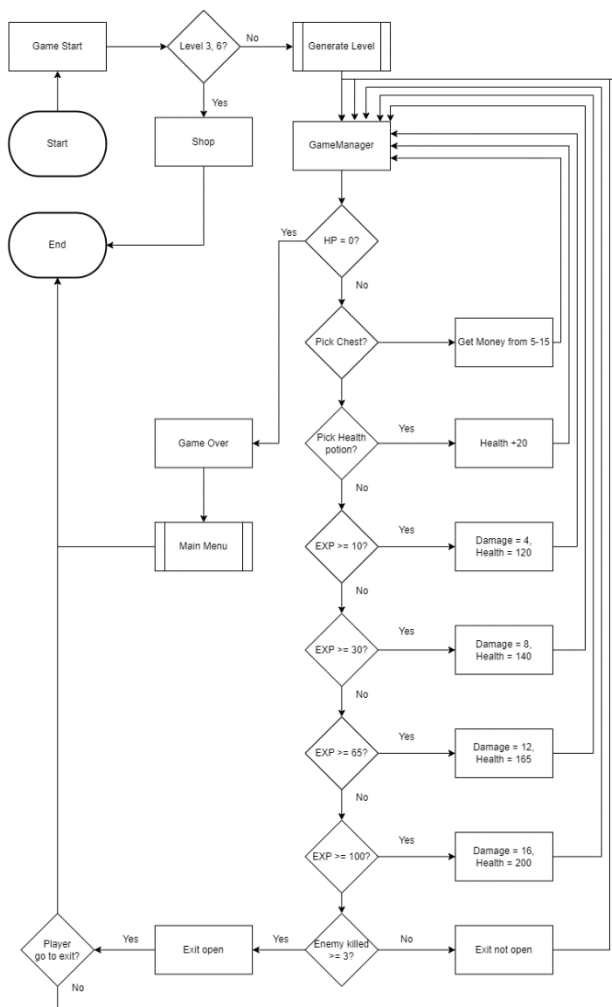 Game Start
Level 3, 6?
No
Generate Level
Yes
Start
Shop
GameManager
End
Yes
HP = 0?
No
Pick Chest?
Get Money from 5-15
Game Over
Pick Health
potion?
Yes
Health +20
No
Main Menu
EXP >= 10?
Yes
Damage = 4,
Health = 120
No
EXP >= 30?
Yes
Damage = 8,
Health = 140
No
EXP >= 65?
Yes
Damage = 12,
Health = 165
No
EXP >= 100?
Yes
Damage = 16,
Health = 200
Player
go to exit?
Yes
Exit open
Yes
Enemy killed
>= 3?
No
Exit not open
No